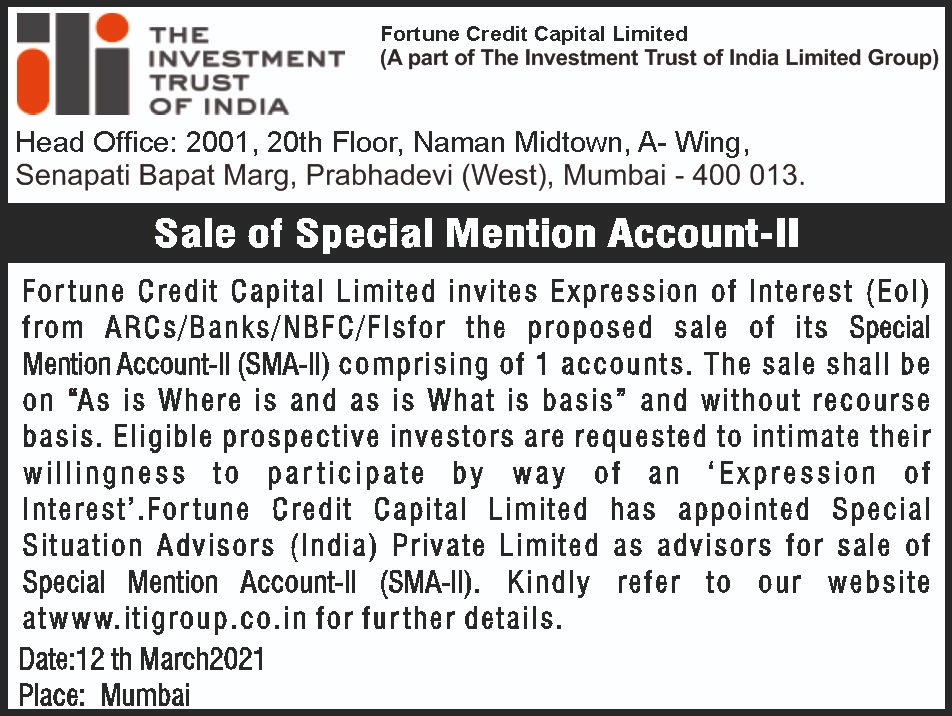 THE
INVESTMENT
TRUST
OF INDIA
Fortune Credit Capital Limited
(A part of The Investment Trust of India Limited Group)
Head Office: 2001, 20th Floor, Naman Midtown, A- Wing,
Senapati Bapat Marg, Prabhadevi (West), Mumbai - 400 013.
Sale of Special Mention Account-II
Fortune Credit Capital Limited invites Expression of Interest (EoI)
from ARCs/Banks/NBFC/FIsfor the proposed sale of its Special
Mention Account-II (SMA-II) comprising of 1 accounts. The sale shall be
on “As is Where is and as is What is basis” and without recourse
basis. Eligible prospective investors are requested to intimate their
willingness to participate by way of an ‘Expression of
Interest’.Fortune Credit Capital Limited has appointed Special
Situation Advisors (India) Private Limited as advisors for sale of
Special Mention Account-II (SMA-II). Kindly refer to our website
atwww.itigroup.co.in for further details.
Date:12 th March2021
Place: Mumbai